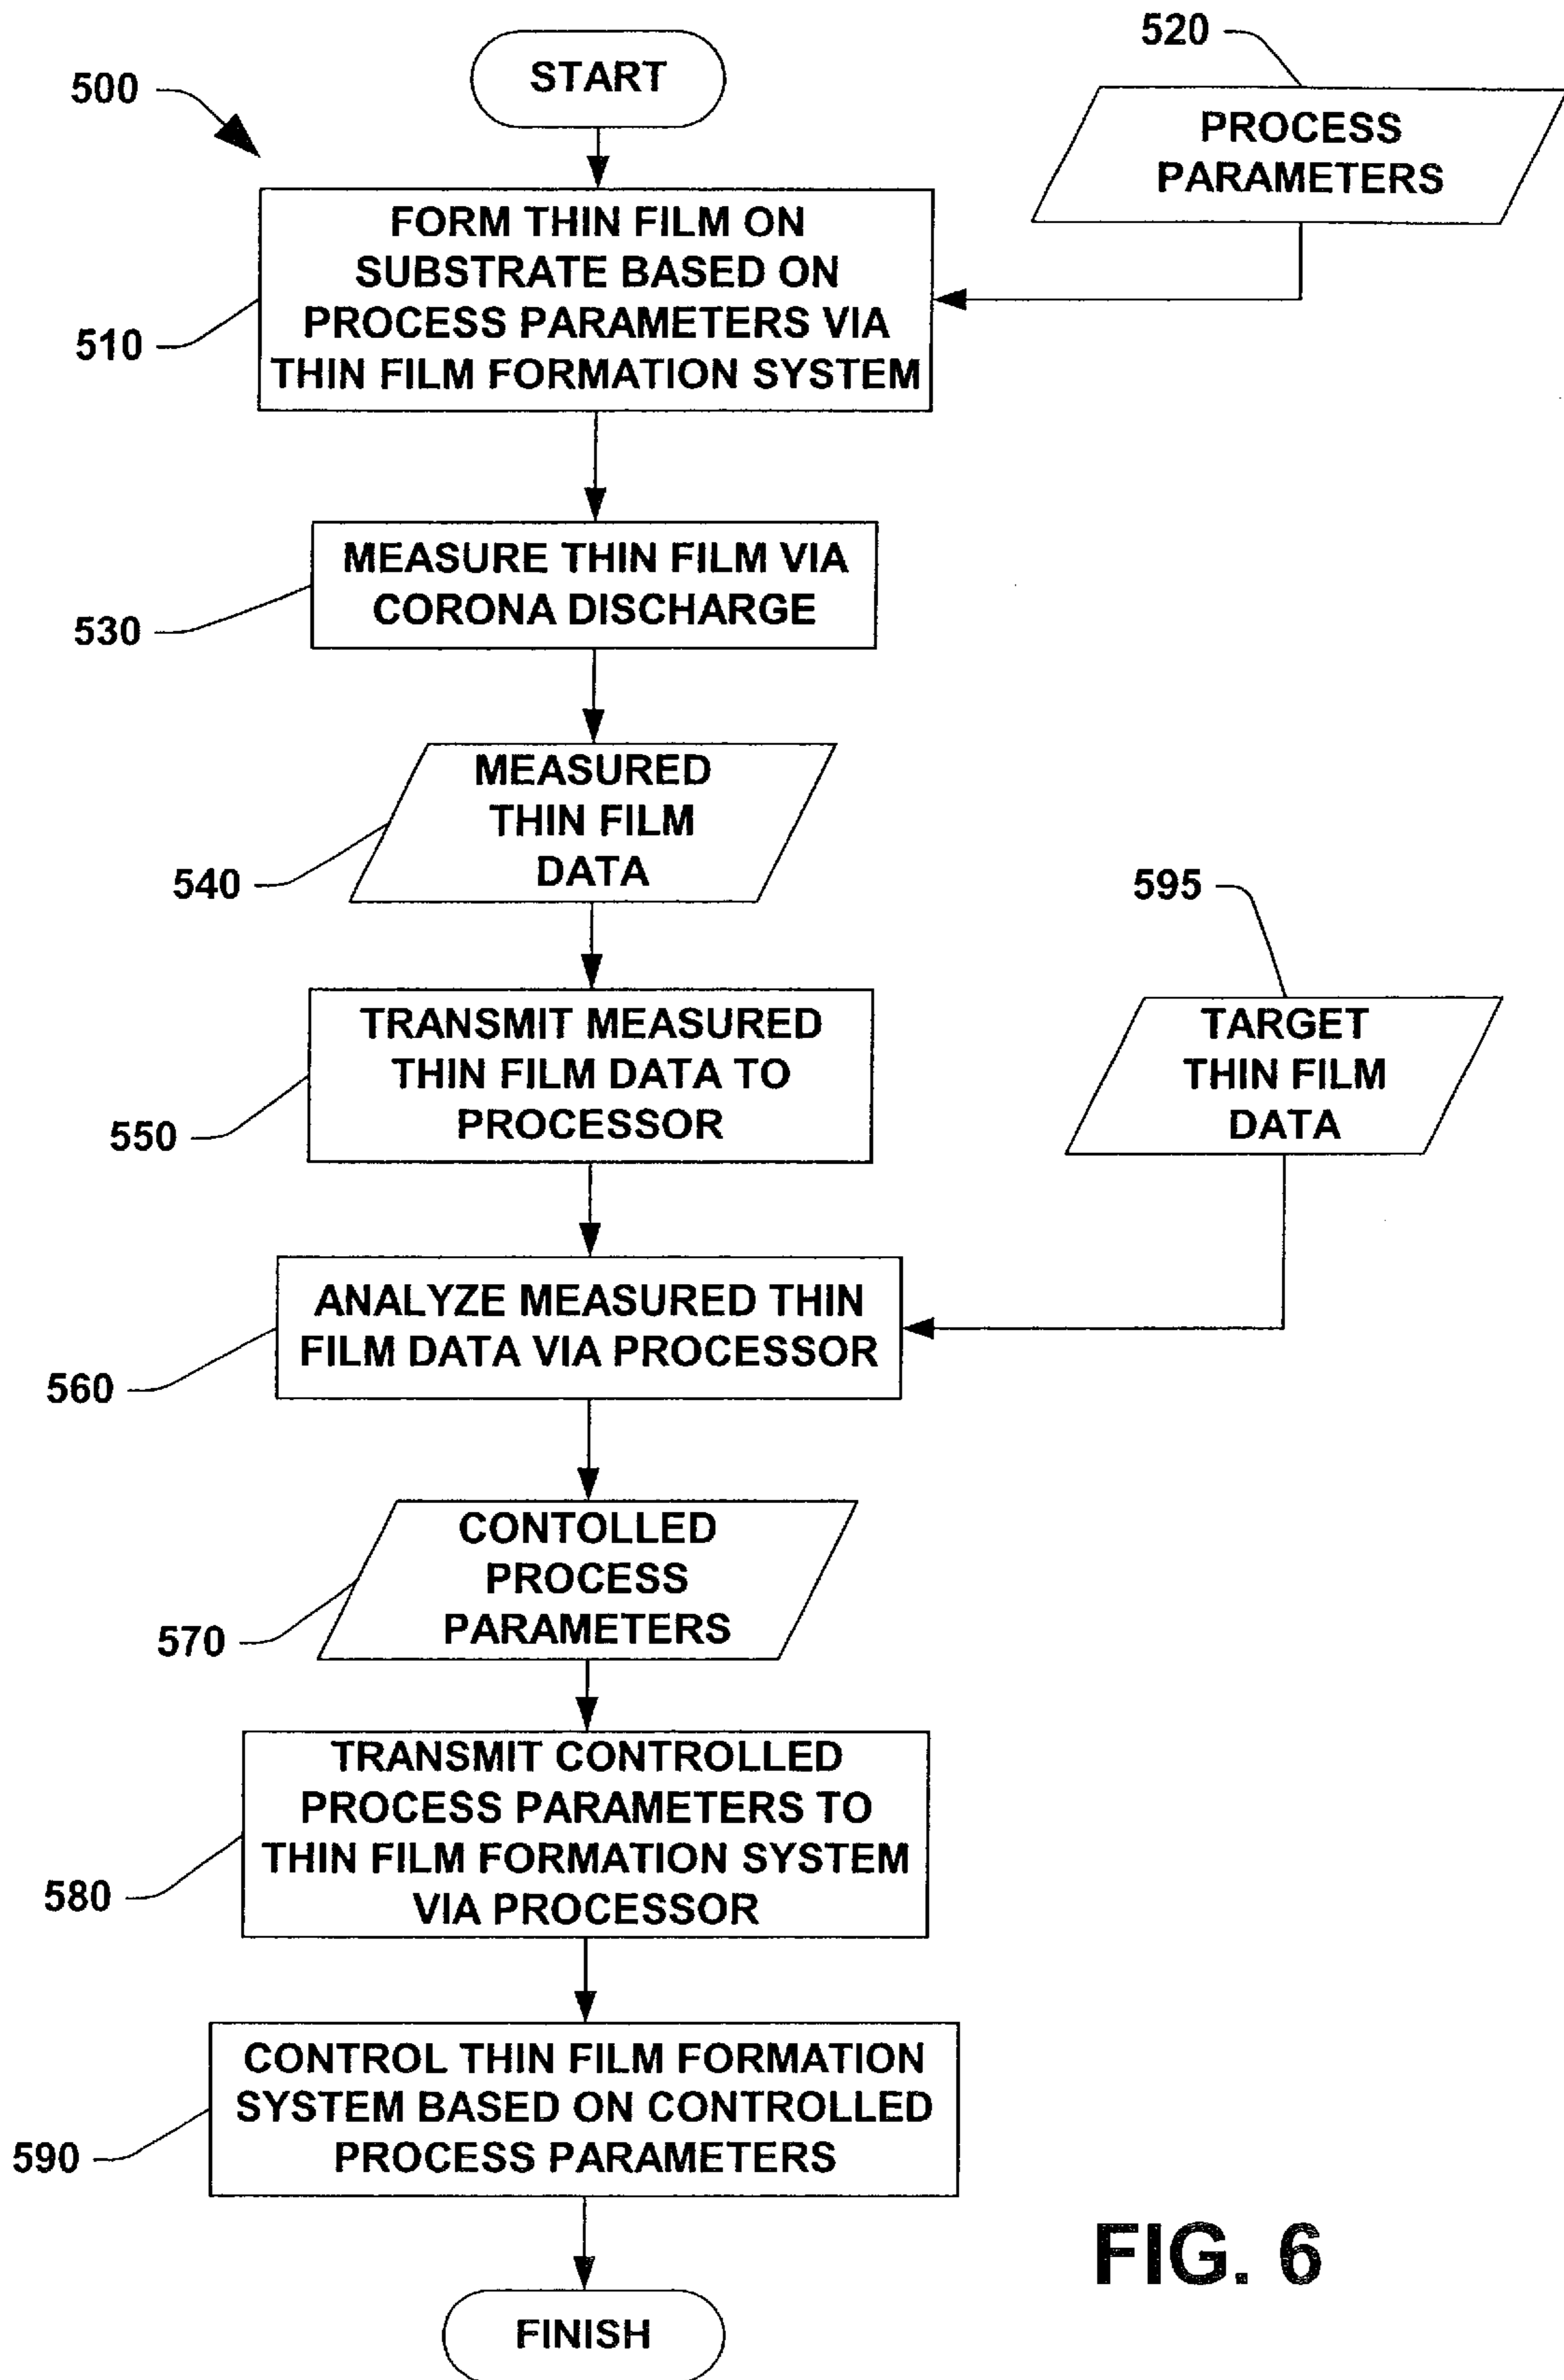 500
START
520
PROCESS
PARAMETERS
510
FORM THIN FILM ON
SUBSTRATE BASED ON
PROCESS PARAMETERS VIA
THIN FILM FORMATION SYSTEM
530
MEASURE THIN FILM VIA
CORONA DISCHARGE
540
MEASURED
THIN FILM
DATA
595
TARGET
THIN FILM
DATA
550
TRANSMIT MEASURED
THIN FILM DATA TO
PROCESSOR
560
ANALYZE MEASURED THIN
FILM DATA VIA PROCESSOR
570
CONTOLLED
PROCESS
PARAMETERS
580
TRANSMIT CONTROLLED
PROCESS PARAMETERS TO
THIN FILM FORMATION SYSTEM
VIA PROCESSOR
590
CONTROL THIN FILM FORMATION
SYSTEM BASED ON CONTROLLED
PROCESS PARAMETERS
FINISH
FIG. 6